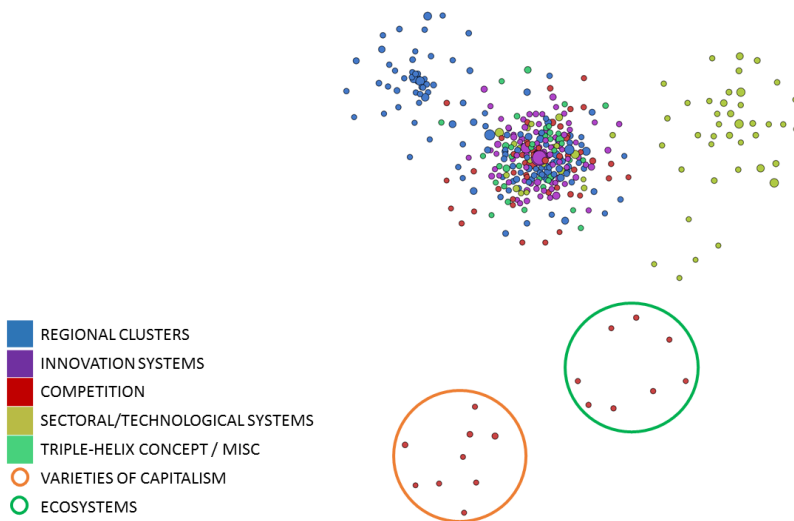 REGIONAL CLUSTERS
INNOVATION SYSTEMS
COMPETITION
SECTORAL/TECHNOLOGICAL SYSTEMS
TRIPLE-HELIX CONCEPT / MISC
VARIETIES OF CAPITALISM
ECOSYSTEMS